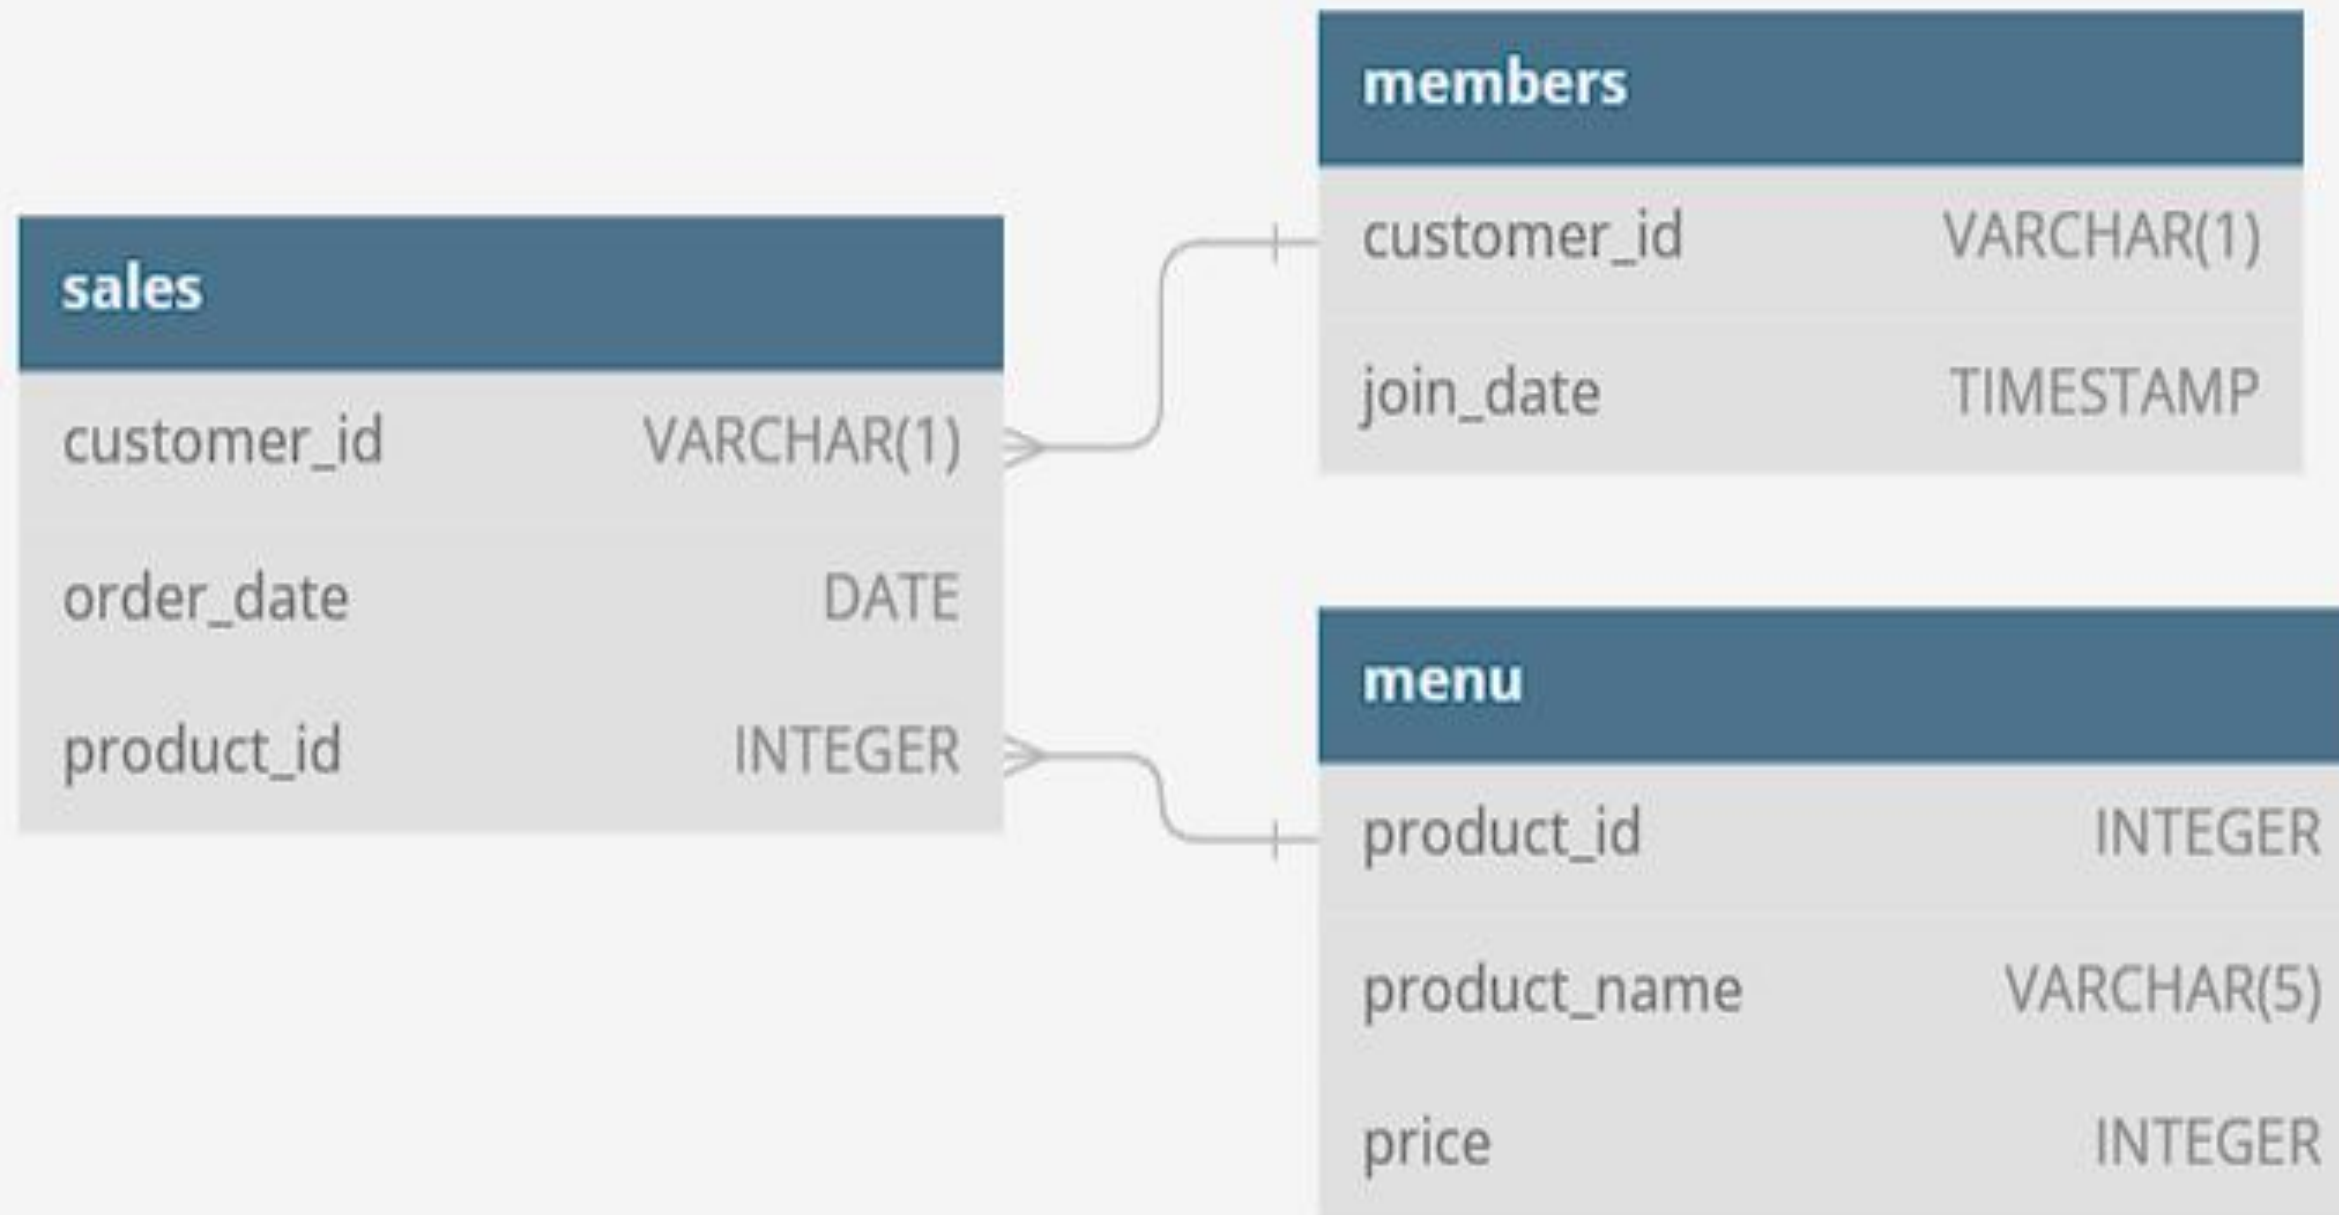 sales
customer_id VARCHAR(1)
order_date DATE
product_id INTEGER
members
customer_id VARCHAR(1)
join_date TIMESTAMP
menu
product_id INTEGER
product_name VARCHAR(5)
price INTEGER